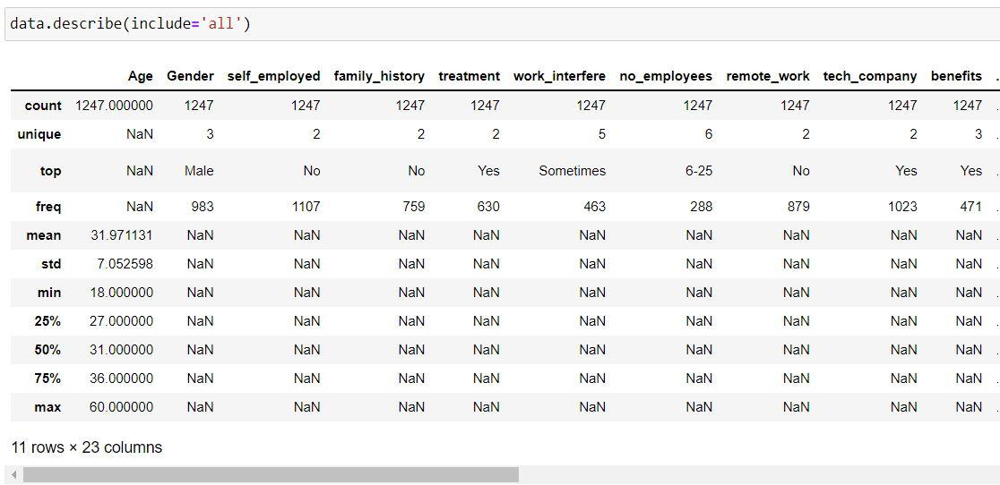 data.describe(include='all')
Age Gender self_employed family_history treatment work_interfere no_employees remote_work tech_company benefits .
count 1247.000000 1247 1247 1247 1247 1247 1247 1247 1247 1247 .
unique NaN 3 2 2 2 5 6 2 2 3 .
top NaN Male No No Yes Sometimes 6-25 No Yes Yes .
freq NaN 983 1107 759 630 463 288 879 1023 471 .
mean 31.971131 NaN NaN NaN NaN NaN NaN NaN NaN NaN .
std 7.052598 NaN NaN NaN NaN NaN NaN NaN NaN NaN .
min 18.000000 NaN NaN NaN NaN NaN NaN NaN NaN NaN .
25% 27.000000 NaN NaN NaN NaN NaN NaN NaN NaN NaN .
50% 31.000000 NaN NaN NaN NaN NaN NaN NaN NaN NaN .
75% 36.000000 NaN NaN NaN NaN NaN NaN NaN NaN NaN .
max 60.000000 NaN NaN NaN NaN NaN NaN NaN NaN NaN .
11 rows × 23 columns